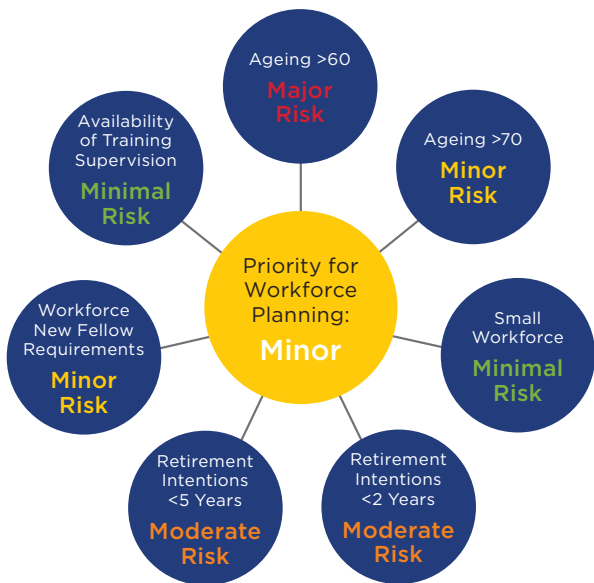 Ageing >60
Major
Risk
Ageing >70
Minor
Risk
Small
Workforce
Minimal
Risk
Retirement
Intentions
<2 Years
Moderate
Risk
Retirement
Intentions
<5 Years
Moderate
Risk
Workforce
New Fellow
Requirements
Minor
Risk
Availability
of Training
Supervision
Minimal
Risk
Priority for
Workforce
Planning:
Minor